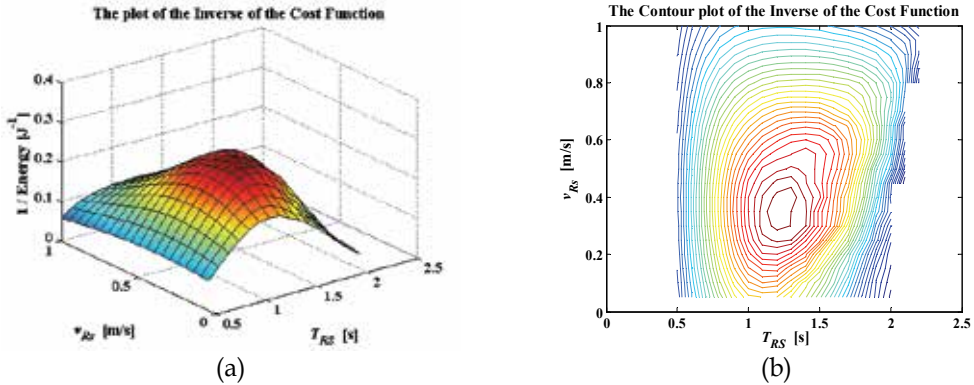 The plot of the Inverse of the Cost Function
0.4
0.3
0.2
0.1
0
1 / Energy [J⁻¹]
1
0.5
0
v_Rs [m/s]
0.5
1
1.5
2
2.5
T_RS [s]
(a)
The Contour plot of the Inverse of the Cost Function
1
0.8
0.6
0.4
0.2
0
v_Rs [m/s]
0
0.5
1
1.5
2
2.5
T_RS [s]
(b)